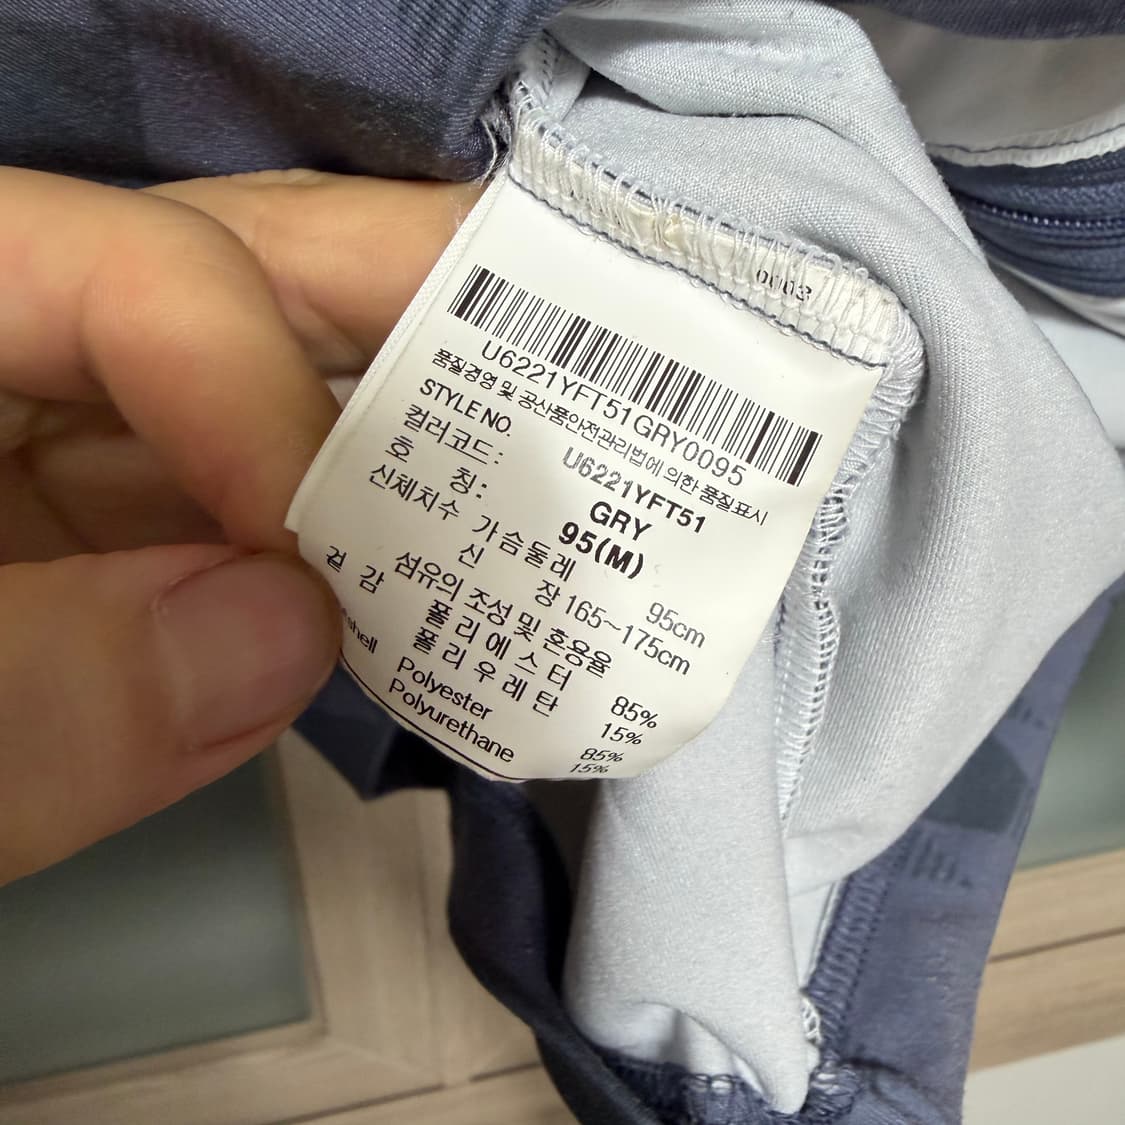 0003
U6221YFT51GRY0095
품질경영 및 공산품안전관리법에 의한 품질표시
STYLE NO. U6221YFT51
컬러코드: GRY
호 칭: 95(M)
신체치수 가슴둘레 95cm
신 장 165~175cm
섬유의 조성 및 혼용율
겉 감 폴리에스터 85%
폴리우레탄 15%
shell Polyester 85%
Polyurethane 15%